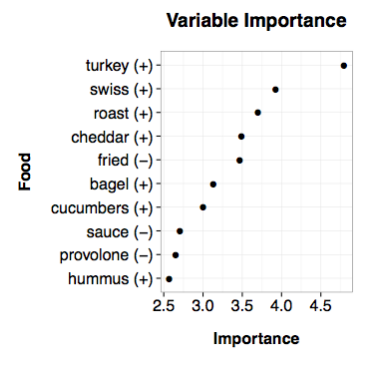 Variable Importance
Food
turkey (+)
swiss (+)
roast (+)
cheddar (+)
fried (−)
bagel (+)
cucumbers (+)
sauce (−)
provolone (−)
hummus (+)
2.5 3.0 3.5 4.0 4.5
Importance